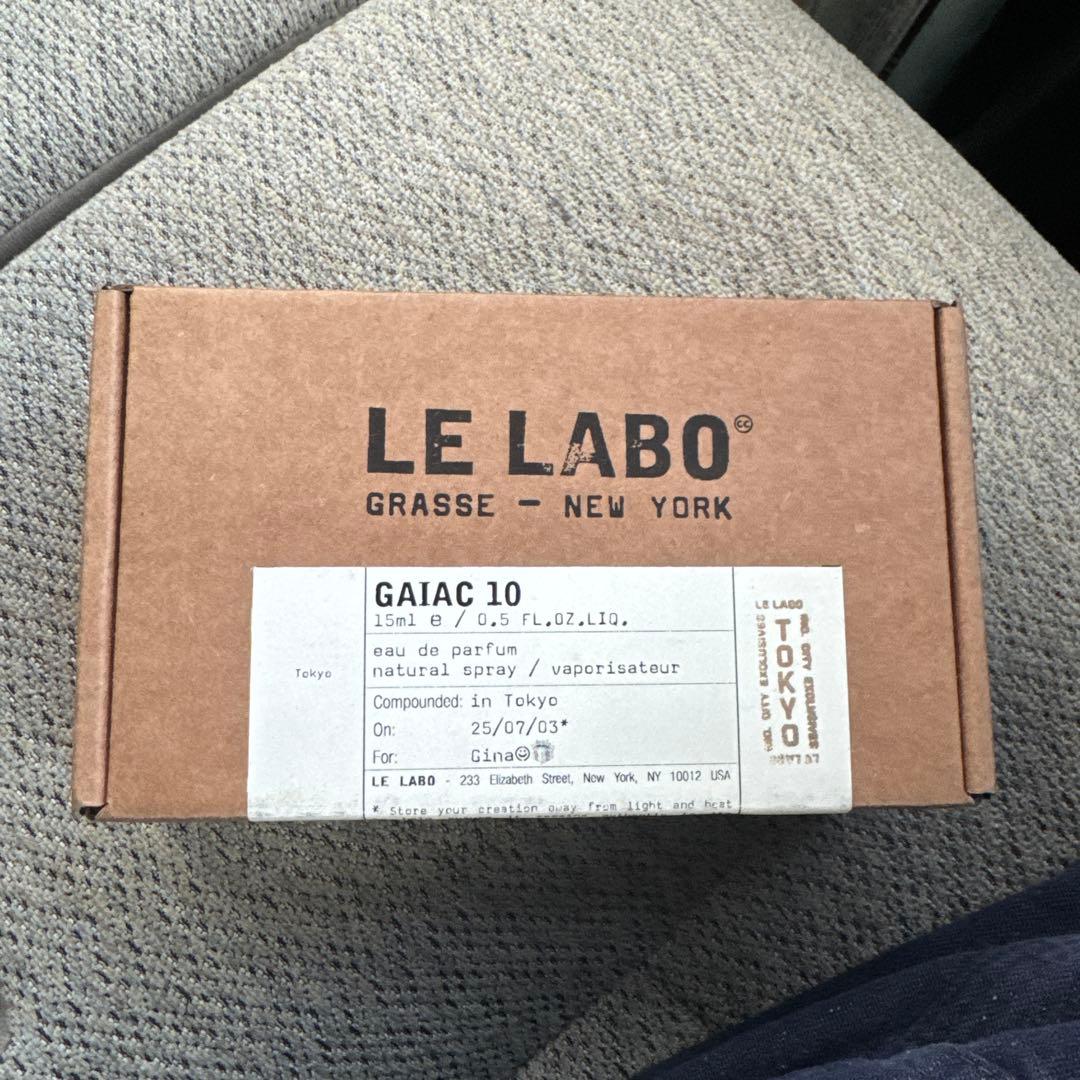 LE LABO
GRASSE — NEW YORK
GAIAC 10
15ml e / 0.5 FL.OZ.LIQ.
eau de parfum
natural spray / vaporisateur
Tokyo
Compounded: in Tokyo
On: 25/07/03*
For: Gina☺🎁
LE LABO - 233 Elizabeth Street, New York, NY 10012 USA
* Store your creation away from light and heat
LE LABO
CITY EXCLUSIVES
TOKYO
CITY EXCLUSIVES